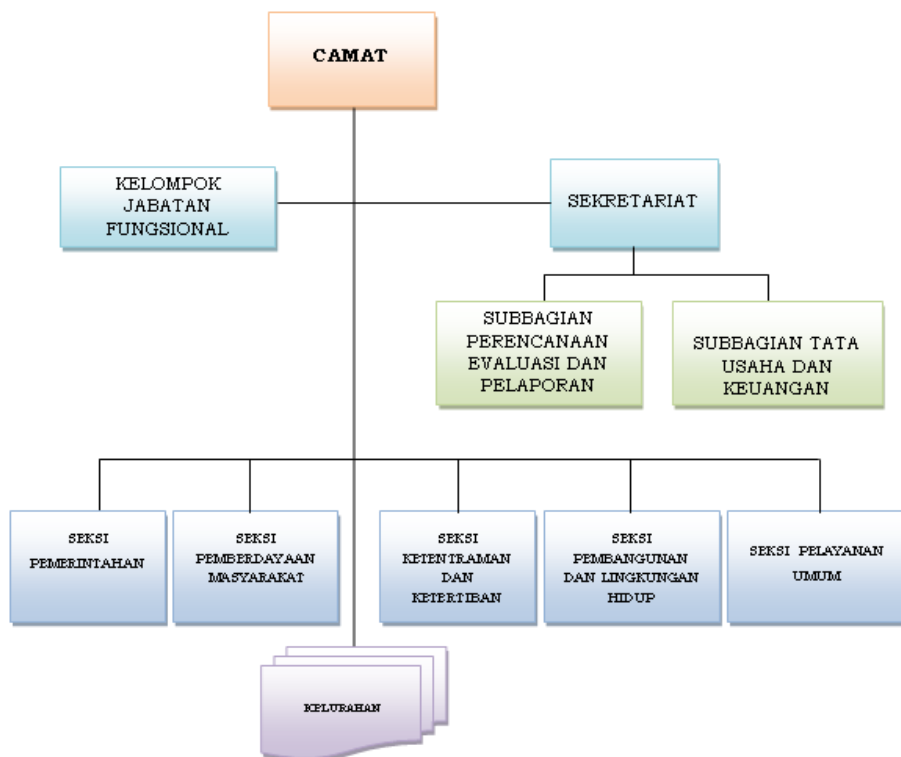 CAMAT
KELOMPOK
JABATAN
FUNGSIONAL
SEKRETARIAT
SUBBAGIAN
PERENCANAAN
EVALUASI DAN
PELAPORAN
SUBBAGIAN TATA
USAHA DAN
KEUANGAN
SEKSI
PEMERINTAHAN
SEKSI
PEMBERDAYAAN
MASYARAKAT
SEKSI
KETENTRAMAN
DAN
KETERTIBAN
SEKSI
PEMBANGUNAN
DAN LINGKUNGAN
HIDUP
SEKSI PELAYANAN
UMUM
KELURAHAN